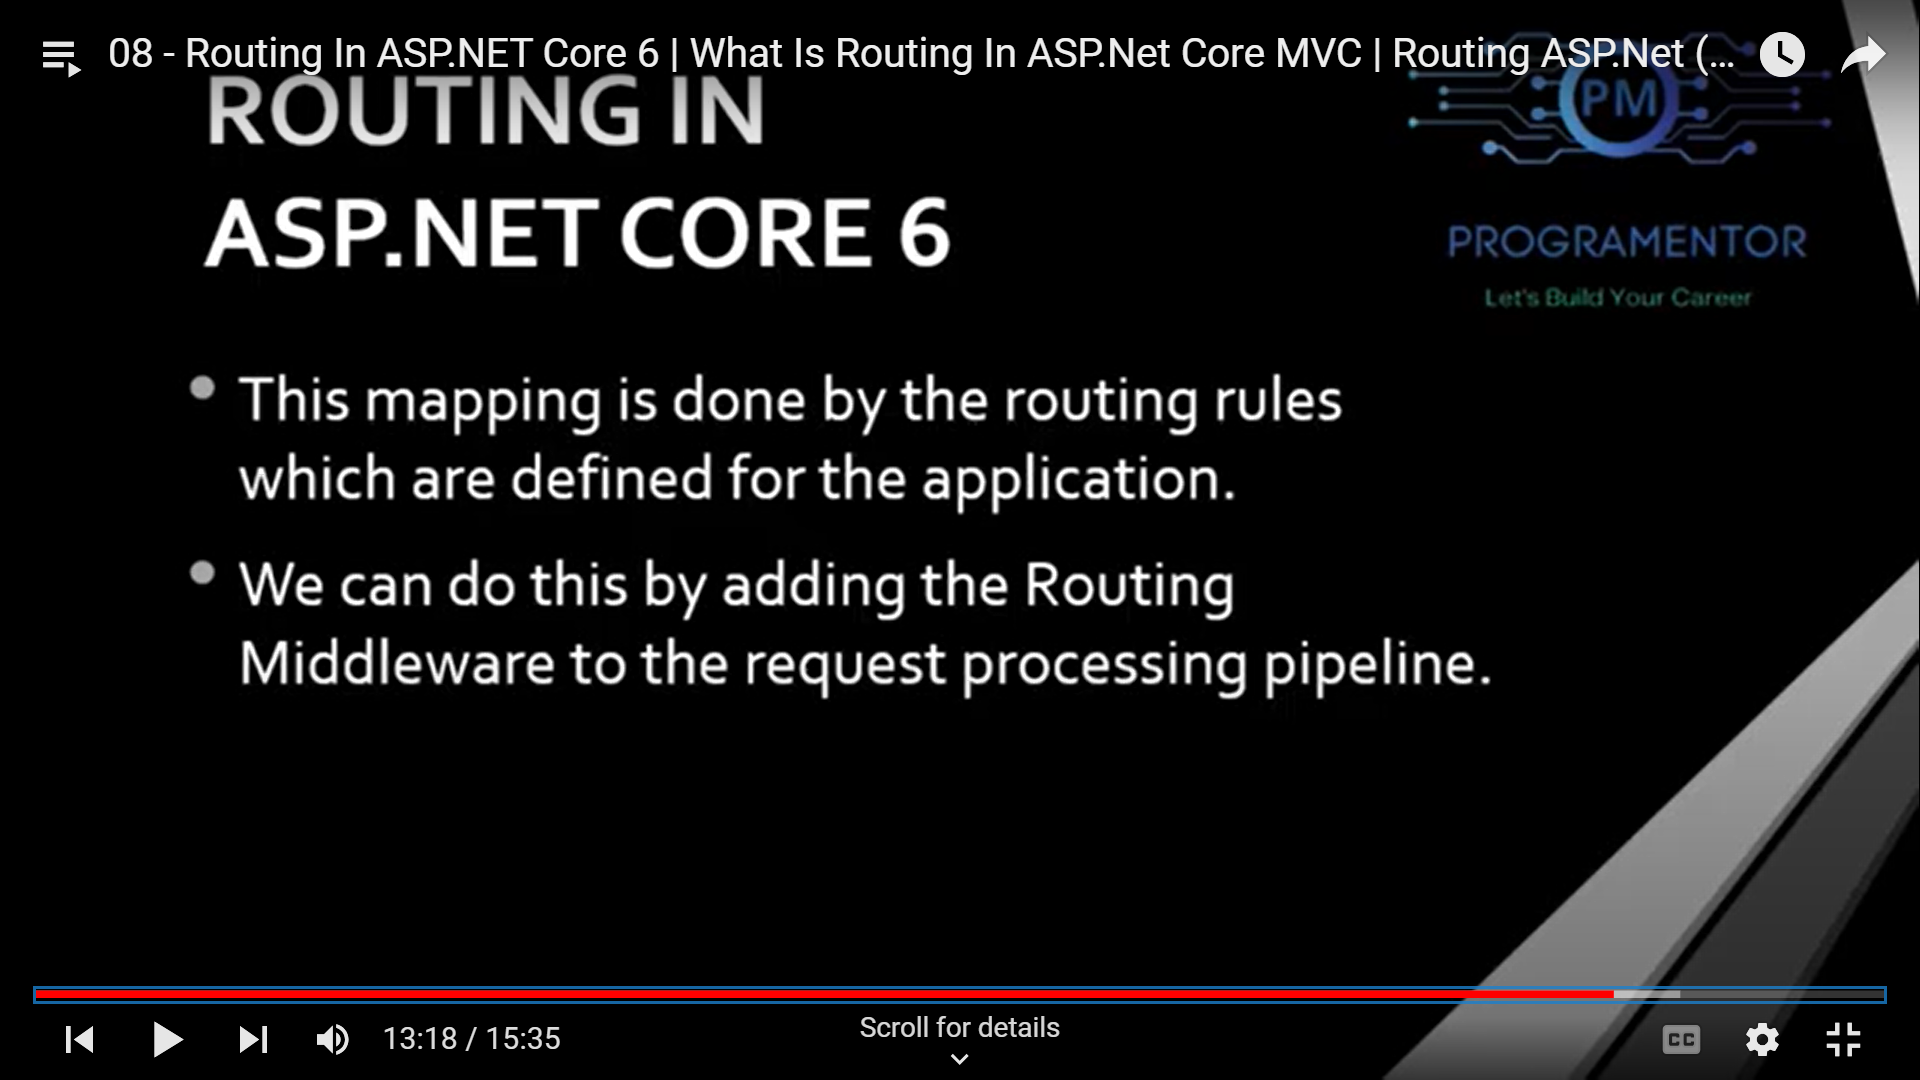 08 - Routing In ASP.NET Core 6 | What Is Routing In ASP.Net Core MVC | Routing ASP.Net (...
ROUTING IN
ASP.NET CORE 6
PM
PROGRAMENTOR
Let's Build Your Career
This mapping is done by the routing rules
which are defined for the application.
We can do this by adding the Routing
Middleware to the request processing pipeline.
13:18 / 15:35
Scroll for details
CC